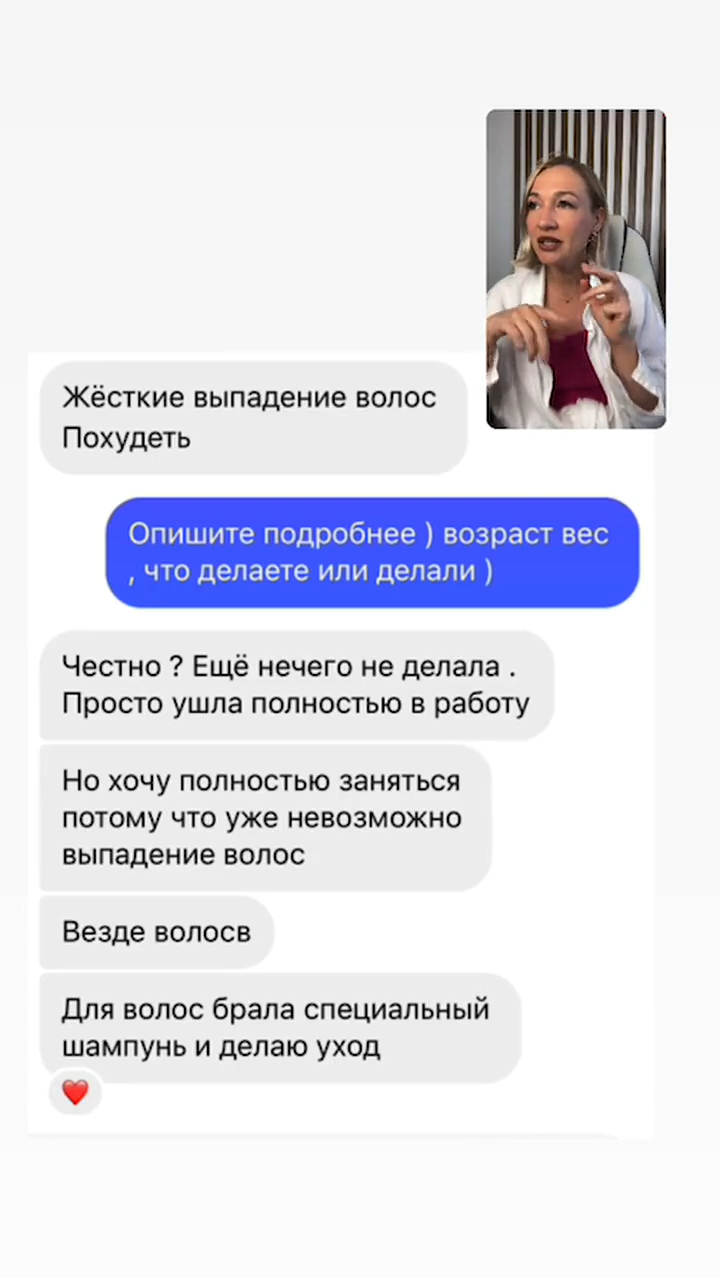 Жёсткие выпадение волос
Похудеть
Опишите подробнее ) возраст вес
, что делаете или делали )
Честно ? Ещё нечего не делала .
Просто ушла полностью в работу
Но хочу полностью заняться
потому что уже невозможно
выпадение волос
Везде волосв
Для волос брала специальный
шампунь и делаю уход